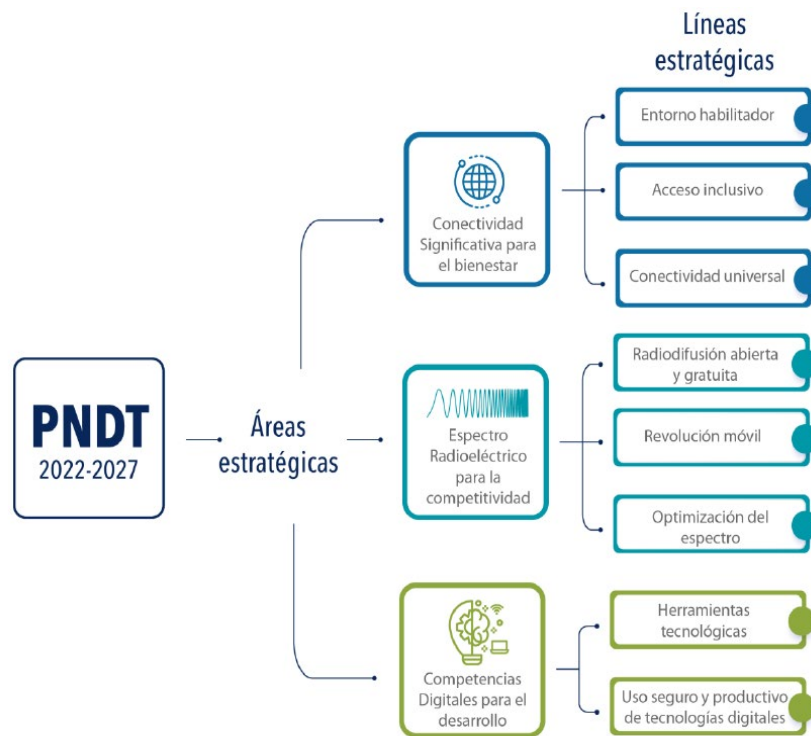 Líneas
estratégicas
Entorno habilitador
Acceso inclusivo
Conectividad universal
Conectividad
Significativa para
el bienestar
Radiodifusión abierta
y gratuita
Revolución móvil
Optimización del
espectro
Espectro
Radioeléctrico
para la
competitividad
PNDT
2022-2027
Áreas
estratégicas
Herramientas
tecnológicas
Uso seguro y productivo
de tecnologías digitales
Competencias
Digitales para el
desarrollo